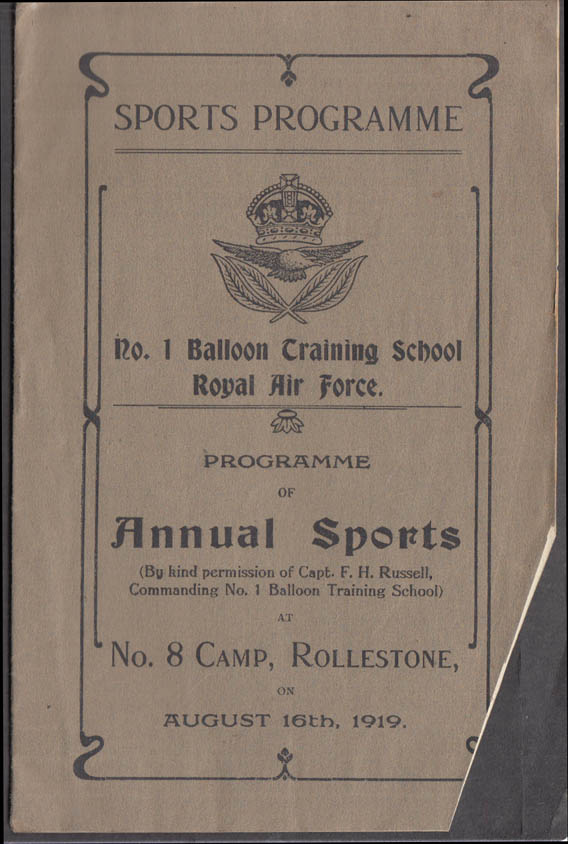 SPORTS PROGRAMME
No. 1 Balloon Training School
Royal Air Force.
PROGRAMME
OF
Annual Sports
(By kind permission of Capt. F. H. Russell,
Commanding No. 1 Balloon Training School)
AT
No. 8 CAMP, ROLLESTONE,
ON
AUGUST 16th, 1919.